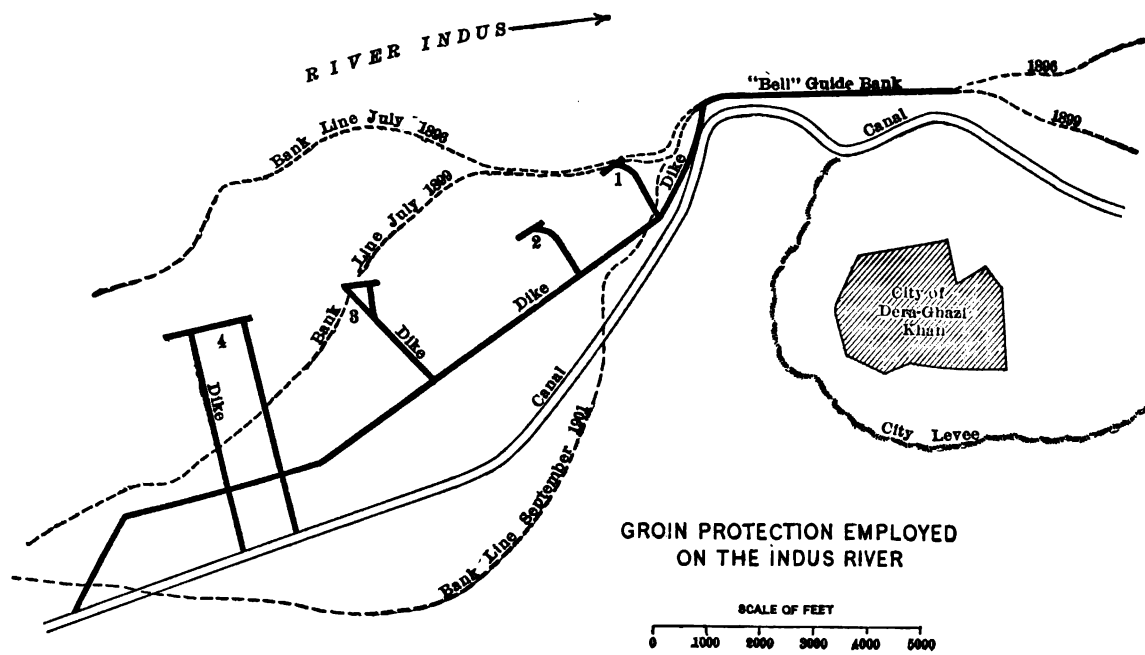 RIVER INDUS
"Bell" Guide Bank
1896
1899
Canal
Bank Line July 1896
Bank Line July 1899
Dike
1
2
Dike
3
Dike
4
Dike
Canal
Bank Line September 1901
City of
Dera-Ghazi
Khan
City Levee
GROIN PROTECTION EMPLOYED
ON THE INDUS RIVER
SCALE OF FEET
0 1000 2000 3000 4000 5000